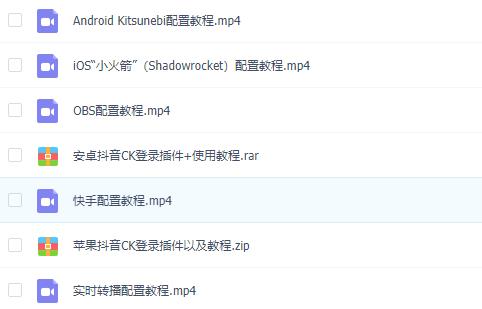 Android Kitsunebi配置教程.mp4
iOS“小火箭”（Shadowrocket）配置教程.mp4
OBS配置教程.mp4
安卓抖音CK登录插件+使用教程.rar
快手配置教程.mp4
苹果抖音CK登录插件以及教程.zip
实时转播配置教程.mp4